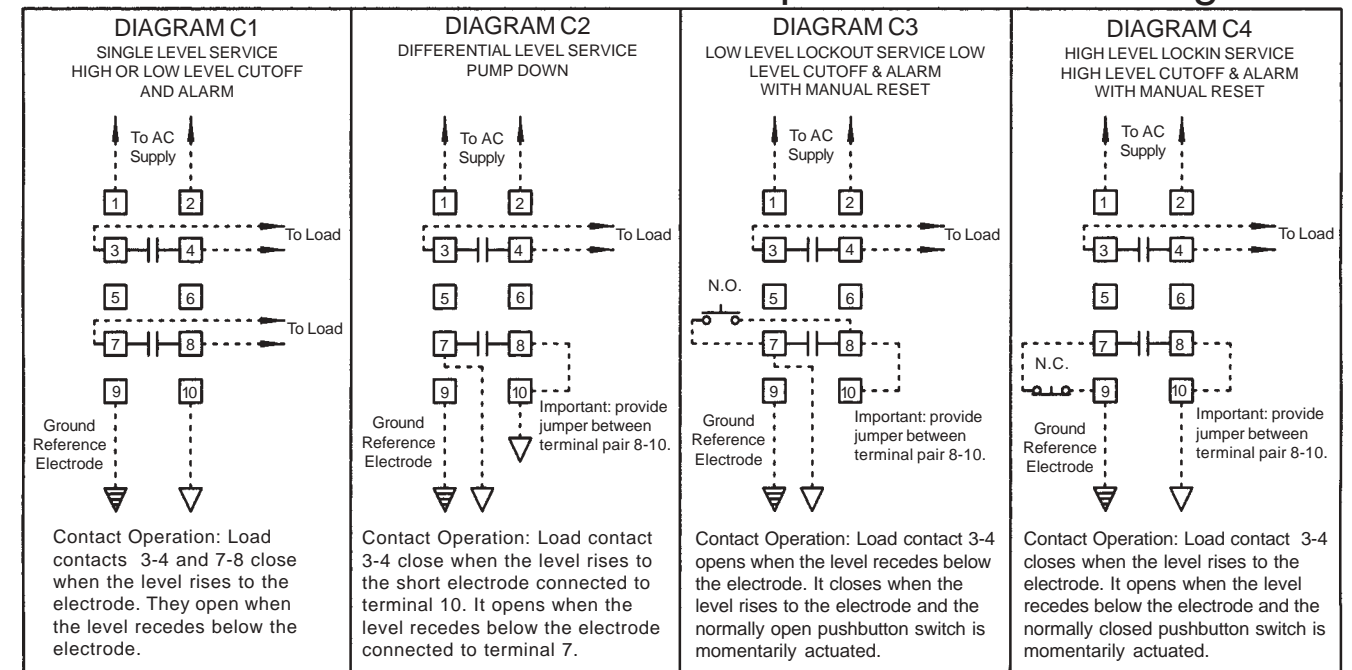 DIAGRAM C1
SINGLE LEVEL SERVICE
HIGH OR LOW LEVEL CUTOFF
AND ALARM
To AC
Supply
1
2
To Load
3
4
5
6
To Load
7
8
9
10
Ground
Reference
Electrode
Contact Operation: Load
contacts 3-4 and 7-8 close
when the level rises to the
electrode. They open when
the level recedes below the
electrode.
DIAGRAM C2
DIFFERENTIAL LEVEL SERVICE
PUMP DOWN
To AC
Supply
1
2
To Load
3
4
5
6
7
8
9
10
Ground
Reference
Electrode
Important: provide
jumper between
terminal pair 8-10.
Contact Operation: Load contact
3-4 close when the level rises to
the short electrode connected to
terminal 10. It opens when the
level recedes below the electrode
connected to terminal 7.
DIAGRAM C3
LOW LEVEL LOCKOUT SERVICE LOW
LEVEL CUTOFF & ALARM
WITH MANUAL RESET
To AC
Supply
1
2
To Load
3
4
N.O.
5
6
7
8
9
10
Ground
Reference
Electrode
Important: provide
jumper between
terminal pair 8-10.
Contact Operation: Load contact 3-4
opens when the level recedes below
the electrode. It closes when the
level rises to the electrode and the
normally open pushbutton switch is
momentarily actuated.
DIAGRAM C4
HIGH LEVEL LOCKIN SERVICE
HIGH LEVEL CUTOFF & ALARM
WITH MANUAL RESET
To AC
Supply
1
2
To Load
3
4
5
6
7
8
N.C.
9
10
Ground
Reference
Electrode
Important: provide
jumper between
terminal pair 8-10.
Contact Operation: Load contact 3-4
closes when the level rises to the
electrode. It opens when the level
recedes below the electrode and the
normally closed pushbutton switch is
momentarily actuated.